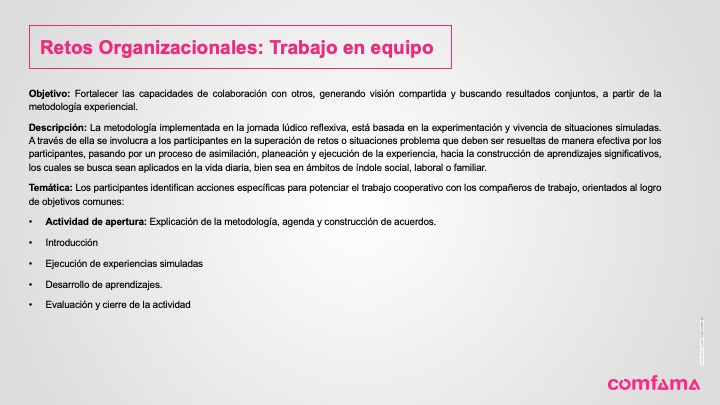 Retos Organizacionales: Trabajo en equipo
Objetivo: Fortalecer las capacidades de colaboración con otros, generando visión compartida y buscando resultados conjuntos, a partir de la
metodología experiencial.
Descripción: La metodología implementada en la jornada lúdico reflexiva, está basada en la experimentación y vivencia de situaciones simuladas.
A través de ella se involucra a los participantes en la superación de retos o situaciones problema que deben ser resueltas de manera efectiva por los
participantes, pasando por un proceso de asimilación, planeación y ejecución de la experiencia, hacia la construcción de aprendizajes significativos,
los cuales se busca sean aplicados en la vida diaria, bien sea en ámbitos de índole social, laboral o familiar.
Temática: Los participantes identifican acciones específicas para potenciar el trabajo cooperativo con los compañeros de trabajo, orientados al logro
de objetivos comunes:
• Actividad de apertura: Explicación de la metodología, agenda y construcción de acuerdos.
• Introducción
• Ejecución de experiencias simuladas
• Desarrollo de aprendizajes.
• Evaluación y cierre de la actividad
comfama